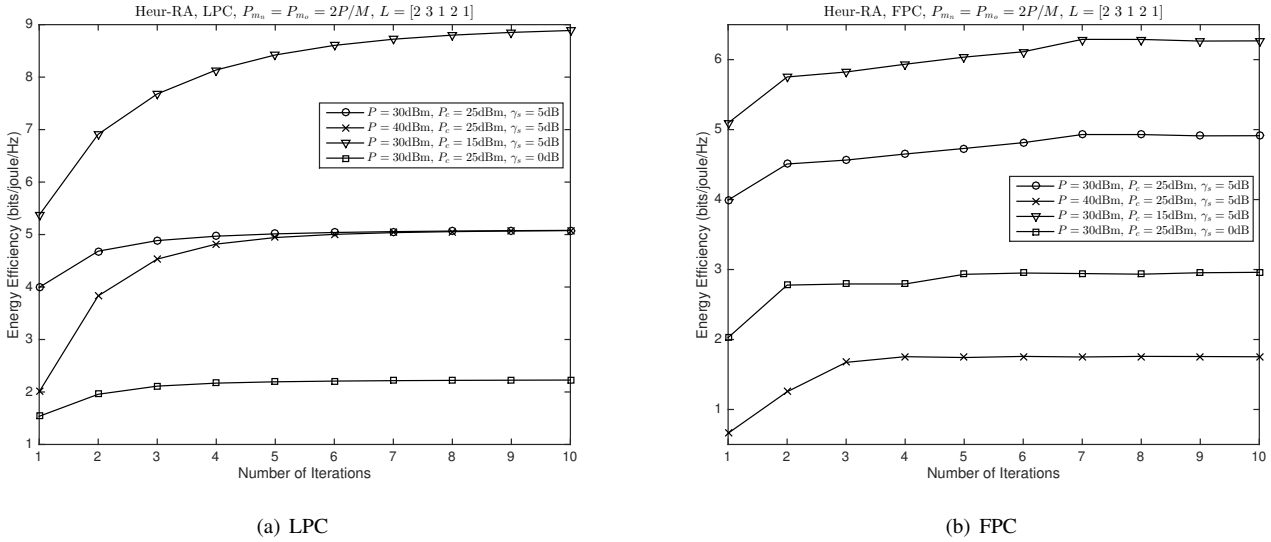 Heur-RA, LPC, $P_{m_n} = P_{m_o} = 2P/M$, $L = [2\ 3\ 1\ 2\ 1]$
9
8
7
6
5
4
3
2
1
Energy Efficiency (bits/joule/Hz)
P = 30dBm, P_c = 25dBm, γ_s = 5dB
P = 40dBm, P_c = 25dBm, γ_s = 5dB
P = 30dBm, P_c = 15dBm, γ_s = 5dB
P = 30dBm, P_c = 25dBm, γ_s = 0dB
1 2 3 4 5 6 7 8 9 10
Number of Iterations
(a) LPC
Heur-RA, FPC, $P_{m_n} = P_{m_o} = 2P/M$, $L = [2\ 3\ 1\ 2\ 1]$
6
5
4
3
2
1
Energy Efficiency (bits/joule/Hz)
P = 30dBm, P_c = 25dBm, γ_s = 5dB
P = 40dBm, P_c = 25dBm, γ_s = 5dB
P = 30dBm, P_c = 15dBm, γ_s = 5dB
P = 30dBm, P_c = 25dBm, γ_s = 0dB
1 2 3 4 5 6 7 8 9 10
Number of Iterations
(b) FPC